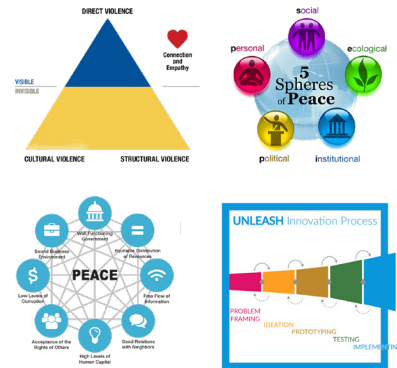 DIRECT VIOLENCE
Connection
and
Empathy
VISIBLE
INVISIBLE
CULTURAL VIOLENCE
STRUCTURAL VIOLENCE
social
personal
ecological
5
Spheres
of Peace
political
institutional
Well Functioning
Government
Sound Business
Environment
Equitable Distribution
of Resources
PEACE
$
Low Levels of
Corruption
Free Flow of
Information
Acceptance of the
Rights of Others
Good Relations
with Neighbors
High Levels of
Human Capital
UNLEASH Innovation Process
PROBLEM
FRAMING
IDEATION
PROTOTYPING
TESTING
IMPLEMENTIN